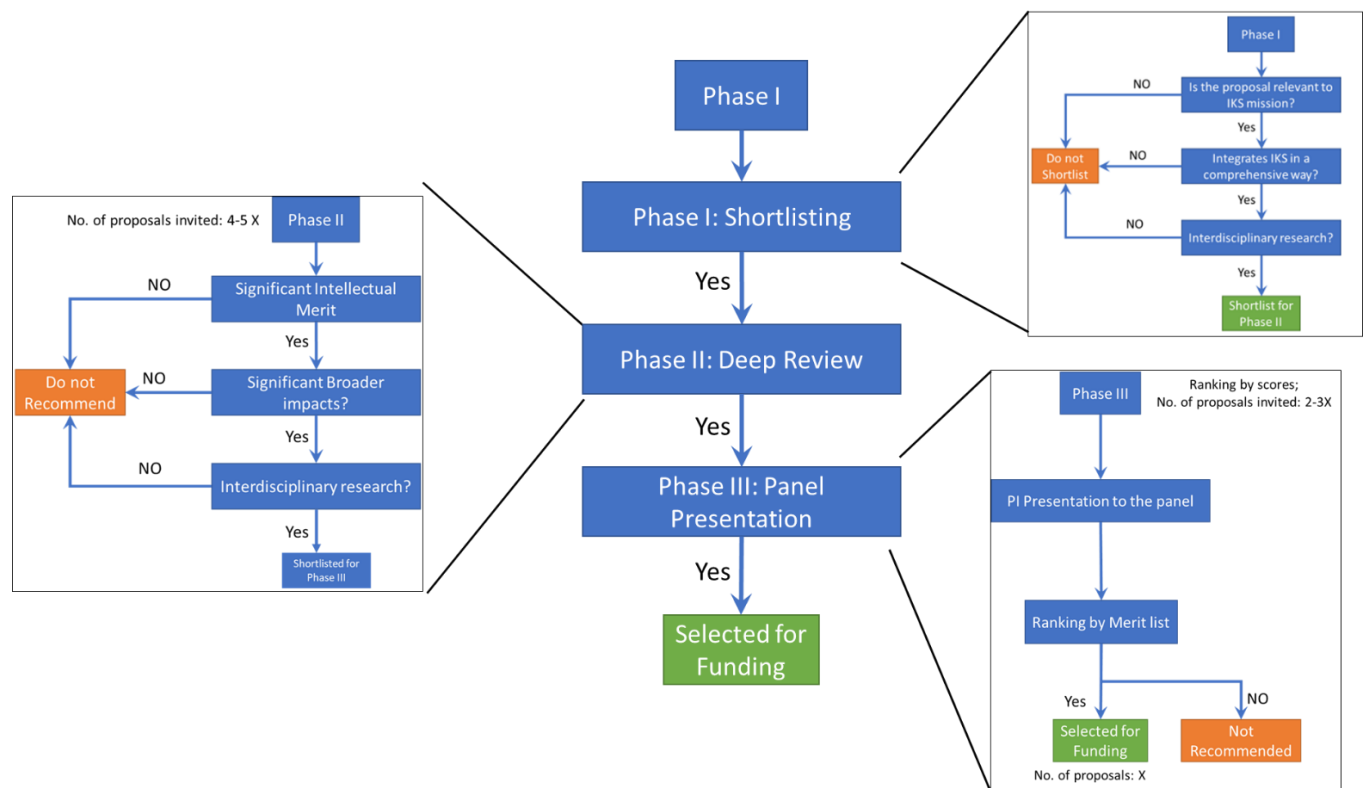 Phase I
Phase I: Shortlisting
Yes
Phase II: Deep Review
Yes
Phase III: Panel
Presentation
Yes
Selected for
Funding
Phase I
NO
Is the proposal relevant to
IKS mission?
Yes
Do not
Shortlist
NO
Integrates IKS in a
comprehensive way?
Yes
NO
Interdisciplinary research?
Yes
Shortlist for
Phase II
No. of proposals invited: 4-5 X
Phase II
NO
Significant Intellectual
Merit
Yes
Do not
Recommend
NO
Significant Broader
impacts?
Yes
NO
Interdisciplinary research?
Yes
Shortlisted for
Phase III
Phase III
Ranking by scores;
No. of proposals invited: 2-3X
PI Presentation to the panel
Ranking by Merit list
Yes
NO
Selected for
Funding
Not
Recommended
No. of proposals: X